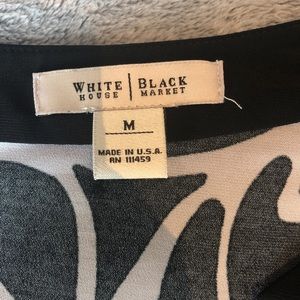 WHITE | BLACK
HOUSE | MARKET
M
MADE IN U.S.A.
RN 111459